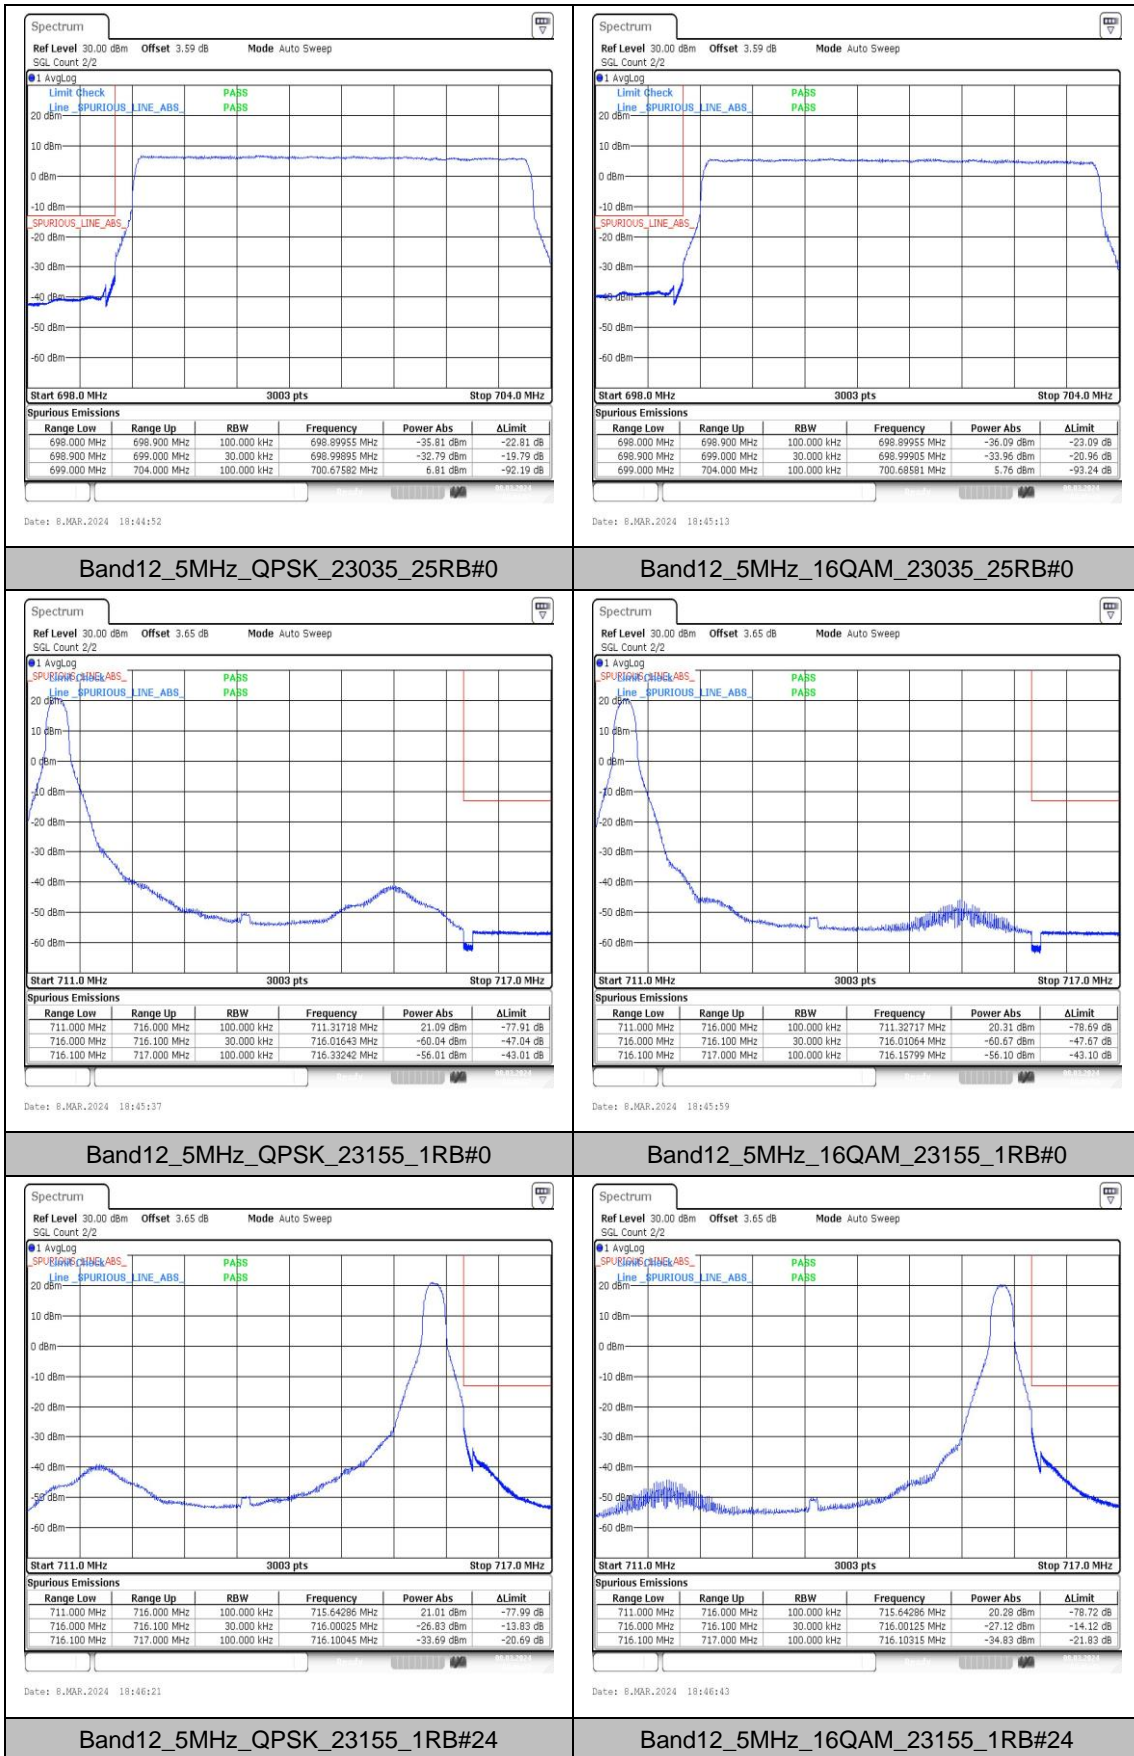 Spectrum
Ref Level 30.00 dBm Offset 3.59 dB Mode Auto Sweep
SGL Count 2/2
1 AvgLog
Limit Check PASS
Line _SPURIOUS_LINE_ABS_ PASS
20 dBm
10 dBm
0 dBm
-10 dBm
_SPURIOUS_LINE_ABS_
-20 dBm
-30 dBm
-40 dBm
-50 dBm
-60 dBm
Start 698.0 MHz 3003 pts Stop 704.0 MHz
Spurious Emissions
Range Low Range Up RBW Frequency Power Abs ΔLimit
698.000 MHz 698.900 MHz 100.000 kHz 698.89955 MHz -35.81 dBm -22.81 dB
698.900 MHz 699.000 MHz 30.000 kHz 698.99895 MHz -32.79 dBm -19.79 dB
699.000 MHz 704.000 MHz 100.000 kHz 700.67582 MHz 6.81 dBm -92.19 dB
Date: 8.MAR.2024 18:44:52
Spectrum
Ref Level 30.00 dBm Offset 3.59 dB Mode Auto Sweep
SGL Count 2/2
1 AvgLog
Limit Check PASS
Line _SPURIOUS_LINE_ABS_ PASS
20 dBm
10 dBm
0 dBm
-10 dBm
_SPURIOUS_LINE_ABS_
-20 dBm
-30 dBm
-40 dBm
-50 dBm
-60 dBm
Start 698.0 MHz 3003 pts Stop 704.0 MHz
Spurious Emissions
Range Low Range Up RBW Frequency Power Abs ΔLimit
698.000 MHz 698.900 MHz 100.000 kHz 698.89955 MHz -36.09 dBm -23.09 dB
698.900 MHz 699.000 MHz 30.000 kHz 698.99905 MHz -33.96 dBm -20.96 dB
699.000 MHz 704.000 MHz 100.000 kHz 700.68581 MHz 5.76 dBm -93.24 dB
Date: 8.MAR.2024 18:45:13
Band12_5MHz_QPSK_23035_25RB#0
Band12_5MHz_16QAM_23035_25RB#0
Spectrum
Ref Level 30.00 dBm Offset 3.65 dB Mode Auto Sweep
SGL Count 2/2
1 AvgLog
_SPURIOUS_LINE_ABS_
Limit Check PASS
Line _SPURIOUS_LINE_ABS_ PASS
20 dBm
10 dBm
0 dBm
-10 dBm
-20 dBm
-30 dBm
-40 dBm
-50 dBm
-60 dBm
Start 711.0 MHz 3003 pts Stop 717.0 MHz
Spurious Emissions
Range Low Range Up RBW Frequency Power Abs ΔLimit
711.000 MHz 716.000 MHz 100.000 kHz 711.31718 MHz 21.09 dBm -77.91 dB
716.000 MHz 716.100 MHz 30.000 kHz 716.01643 MHz -60.04 dBm -47.04 dB
716.100 MHz 717.000 MHz 100.000 kHz 716.33242 MHz -56.01 dBm -43.01 dB
Date: 8.MAR.2024 18:45:37
Spectrum
Ref Level 30.00 dBm Offset 3.65 dB Mode Auto Sweep
SGL Count 2/2
1 AvgLog
_SPURIOUS_LINE_ABS_
Limit Check PASS
Line _SPURIOUS_LINE_ABS_ PASS
20 dBm
10 dBm
0 dBm
-10 dBm
-20 dBm
-30 dBm
-40 dBm
-50 dBm
-60 dBm
Start 711.0 MHz 3003 pts Stop 717.0 MHz
Spurious Emissions
Range Low Range Up RBW Frequency Power Abs ΔLimit
711.000 MHz 716.000 MHz 100.000 kHz 711.32717 MHz 20.31 dBm -78.69 dB
716.000 MHz 716.100 MHz 30.000 kHz 716.01064 MHz -60.67 dBm -47.67 dB
716.100 MHz 717.000 MHz 100.000 kHz 716.15799 MHz -56.10 dBm -43.10 dB
Date: 8.MAR.2024 18:45:59
Band12_5MHz_QPSK_23155_1RB#0
Band12_5MHz_16QAM_23155_1RB#0
Spectrum
Ref Level 30.00 dBm Offset 3.65 dB Mode Auto Sweep
SGL Count 2/2
1 AvgLog
_SPURIOUS_LINE_ABS_
Limit Check PASS
Line _SPURIOUS_LINE_ABS_ PASS
20 dBm
10 dBm
0 dBm
-10 dBm
-20 dBm
-30 dBm
-40 dBm
-50 dBm
-60 dBm
Start 711.0 MHz 3003 pts Stop 717.0 MHz
Spurious Emissions
Range Low Range Up RBW Frequency Power Abs ΔLimit
711.000 MHz 716.000 MHz 100.000 kHz 715.64286 MHz 21.01 dBm -77.99 dB
716.000 MHz 716.100 MHz 30.000 kHz 716.00025 MHz -26.83 dBm -13.83 dB
716.100 MHz 717.000 MHz 100.000 kHz 716.10045 MHz -33.69 dBm -20.69 dB
Date: 8.MAR.2024 18:46:21
Spectrum
Ref Level 30.00 dBm Offset 3.65 dB Mode Auto Sweep
SGL Count 2/2
1 AvgLog
_SPURIOUS_LINE_ABS_
Limit Check PASS
Line _SPURIOUS_LINE_ABS_ PASS
20 dBm
10 dBm
0 dBm
-10 dBm
-20 dBm
-30 dBm
-40 dBm
-50 dBm
-60 dBm
Start 711.0 MHz 3003 pts Stop 717.0 MHz
Spurious Emissions
Range Low Range Up RBW Frequency Power Abs ΔLimit
711.000 MHz 716.000 MHz 100.000 kHz 715.64286 MHz 20.28 dBm -78.72 dB
716.000 MHz 716.100 MHz 30.000 kHz 716.00125 MHz -27.12 dBm -14.12 dB
716.100 MHz 717.000 MHz 100.000 kHz 716.10315 MHz -34.83 dBm -21.83 dB
Date: 8.MAR.2024 18:46:43
Band12_5MHz_QPSK_23155_1RB#24
Band12_5MHz_16QAM_23155_1RB#24